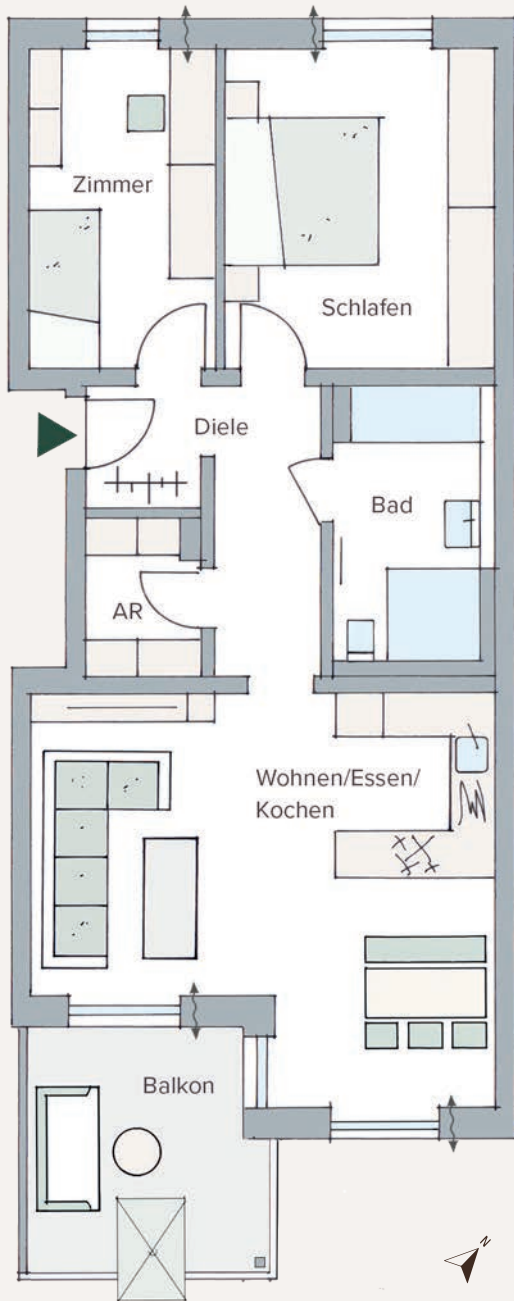 Zimmer
Schlafen
Diele
Bad
AR
Wohnen/Essen/
Kochen
Balkon
N